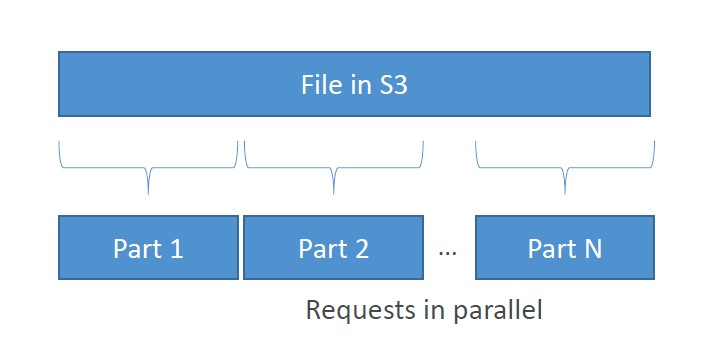 File in S3
Part 1
Part 2
...
Part N
Requests in parallel